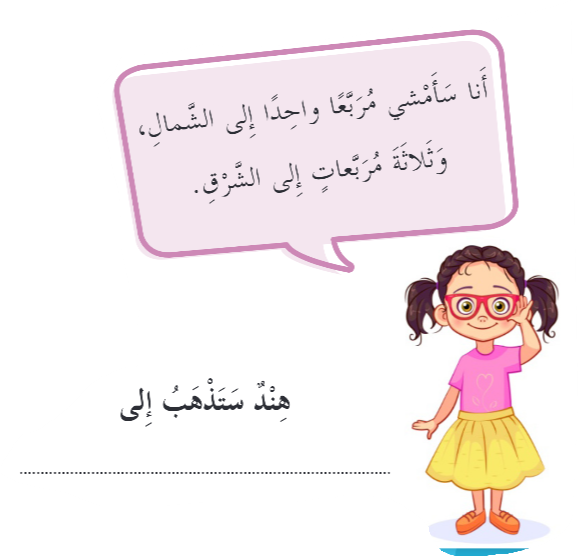 أَنا سَأَمْشي مُرَبَّعًا واحِدًا إِلى الشَّمالِ،
وَثَلاثَةَ مُرَبَّعاتٍ إِلى الشَّرْقِ.
هِنْدٌ سَتَذْهَبُ إِلى